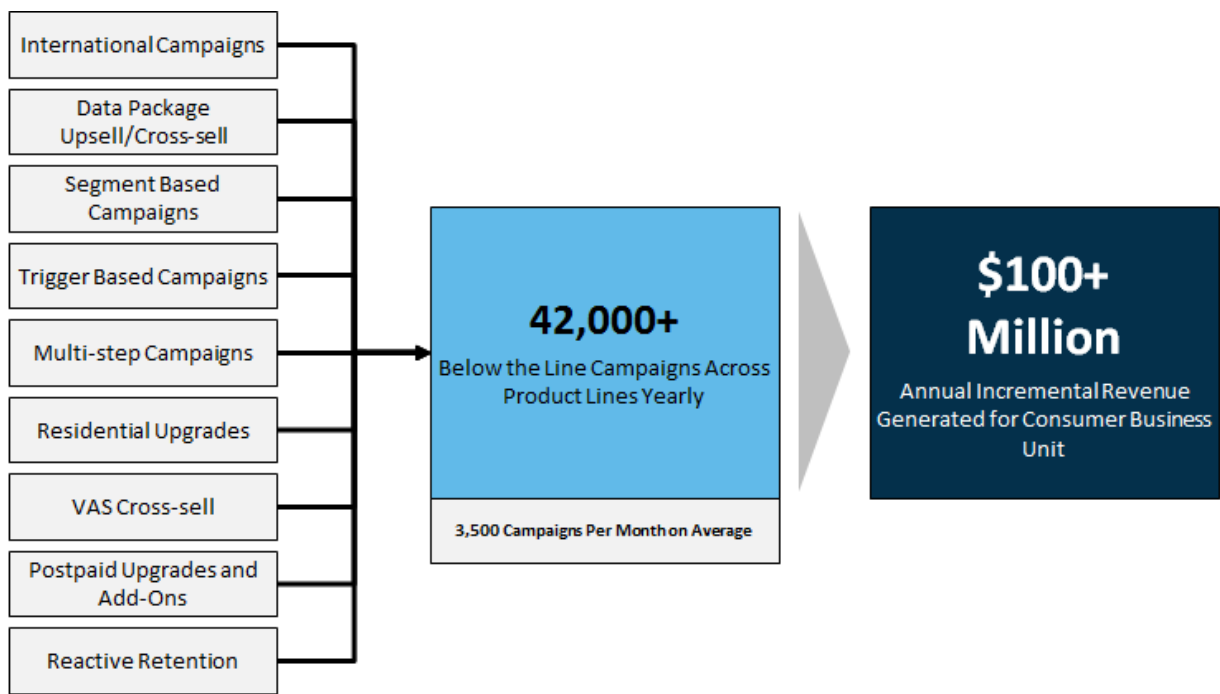 International Campaigns
Data Package
Upsell/Cross-sell
Segment Based
Campaigns
Trigger Based Campaigns
Multi-step Campaigns
Residential Upgrades
VAS Cross-sell
Postpaid Upgrades and
Add-Ons
Reactive Retention
42,000+
Below the Line Campaigns Across
Product Lines Yearly
3,500 Campaigns Per Month on Average
$100+
Million
Annual Incremental Revenue
Generated for Consumer Business
Unit